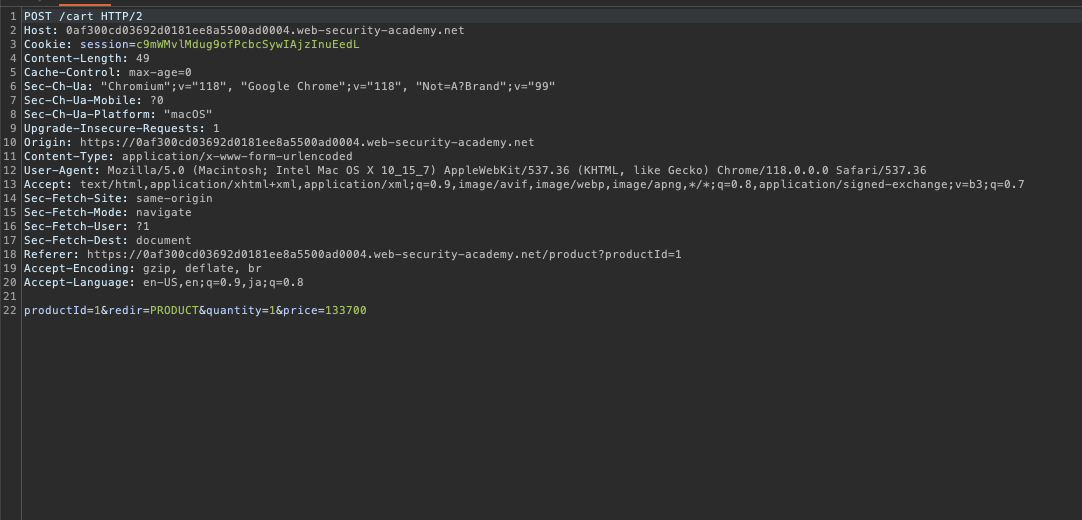 1 POST /cart HTTP/2
2 Host: 0af300cd03692d0181ee8a5500ad0004.web-security-academy.net
3 Cookie: session=c9mWMvlMdug9ofPcbcSywIAjzInuEedL
4 Content-Length: 49
5 Cache-Control: max-age=0
6 Sec-Ch-Ua: "Chromium";v="118", "Google Chrome";v="118", "Not=A?Brand";v="99"
7 Sec-Ch-Ua-Mobile: ?0
8 Sec-Ch-Ua-Platform: "macOS"
9 Upgrade-Insecure-Requests: 1
10 Origin: https://0af300cd03692d0181ee8a5500ad0004.web-security-academy.net
11 Content-Type: application/x-www-form-urlencoded
12 User-Agent: Mozilla/5.0 (Macintosh; Intel Mac OS X 10_15_7) AppleWebKit/537.36 (KHTML, like Gecko) Chrome/118.0.0.0 Safari/537.36
13 Accept: text/html,application/xhtml+xml,application/xml;q=0.9,image/avif,image/webp,image/apng,*/*;q=0.8,application/signed-exchange;v=b3;q=0.7
14 Sec-Fetch-Site: same-origin
15 Sec-Fetch-Mode: navigate
16 Sec-Fetch-User: ?1
17 Sec-Fetch-Dest: document
18 Referer: https://0af300cd03692d0181ee8a5500ad0004.web-security-academy.net/product?productId=1
19 Accept-Encoding: gzip, deflate, br
20 Accept-Language: en-US,en;q=0.9,ja;q=0.8
21
22 productId=1&redir=PRODUCT&quantity=1&price=133700